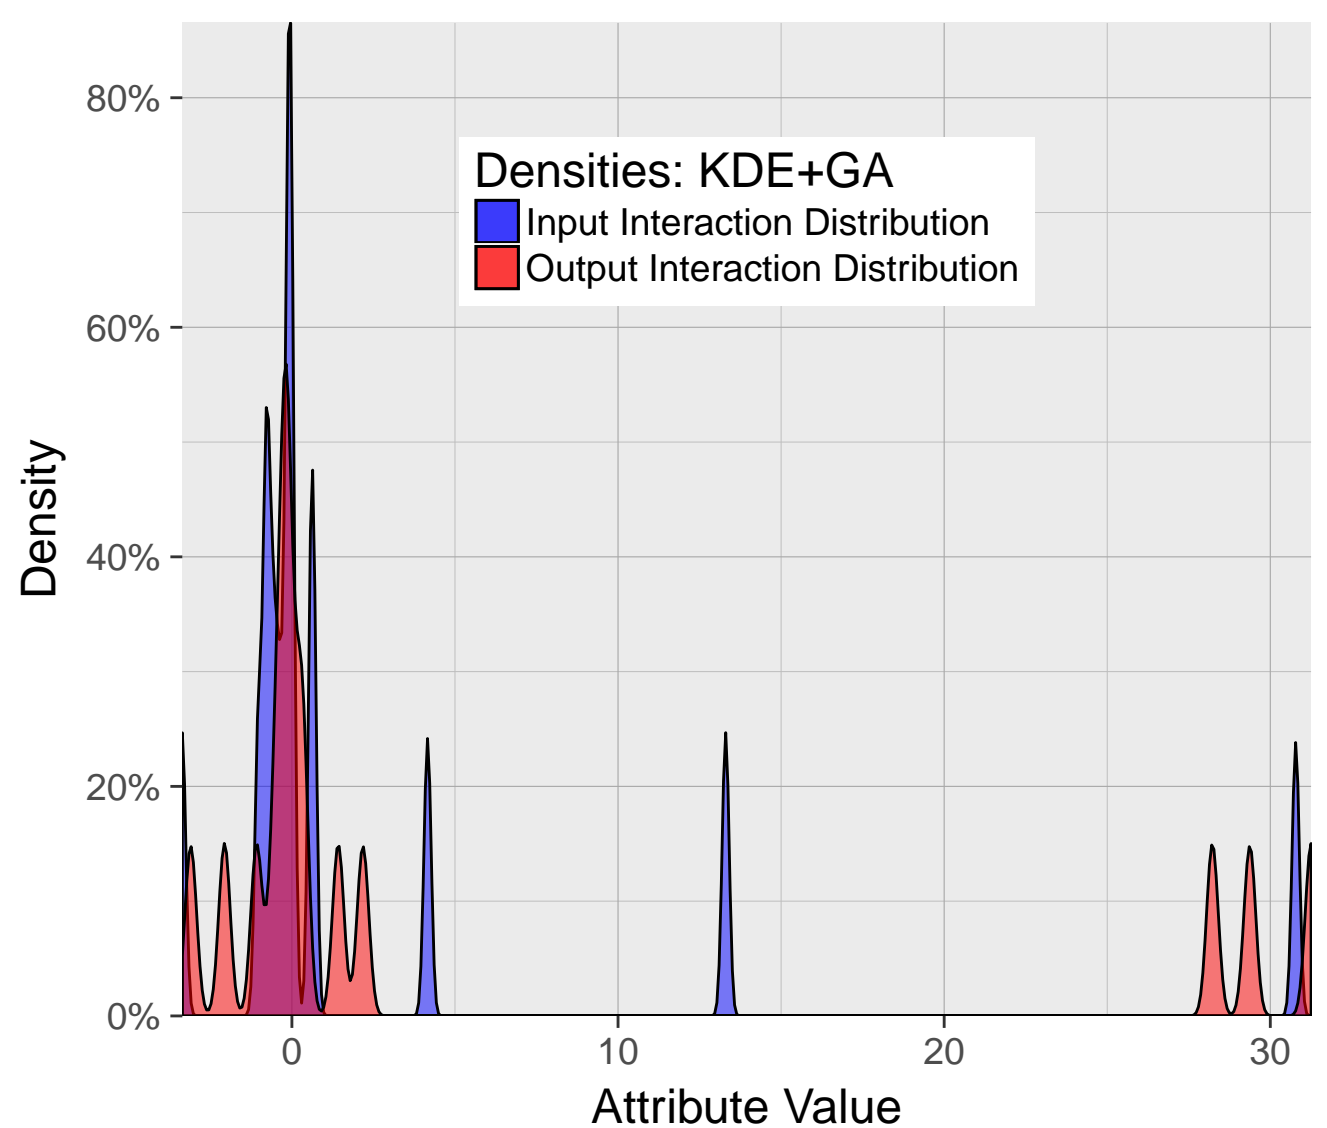 80%
60%
40%
20%
0%
Density
Densities: KDE+GA
Input Interaction Distribution
Output Interaction Distribution
0 10 20 30
Attribute Value